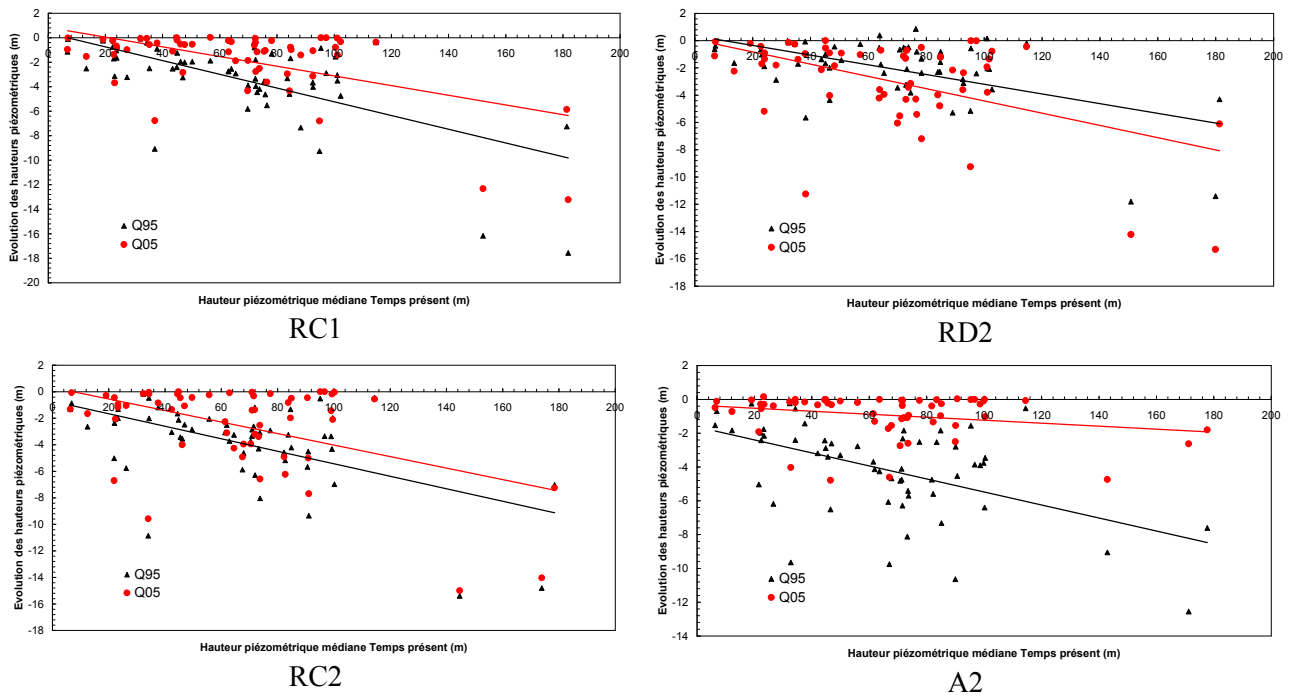 2
0
-2
-4
-6
-8
-10
-12
-14
-16
-18
-20
0 20 40 60 80 100 120 140 160 180 200
Evolution des hauteurs piézométriques (m)
Q95
Q05
Hauteur piézométrique médiane Temps présent (m)
RC1
2
0
-2
-4
-6
-8
-10
-12
-14
-16
-18
0 20 40 60 80 100 120 140 160 180 200
Evolution des hauteurs piézométriques (m)
Q95
Q05
Hauteur piézométrique médiane Temps présent (m)
RD2
2
0
-2
-4
-6
-8
-10
-12
-14
-16
-18
0 20 40 60 80 100 120 140 160 180 200
Evolution des hauteurs piézométriques (m)
Q95
Q05
Hauteur piézométrique médiane Temps présent (m)
RC2
2
0
-2
-4
-6
-8
-10
-12
-14
0 20 40 60 80 100 120 140 160 180 200
Evolution des hauteurs piézométriques (m)
Q95
Q05
Hauteur piézométrique médiane Temps présent (m)
A2